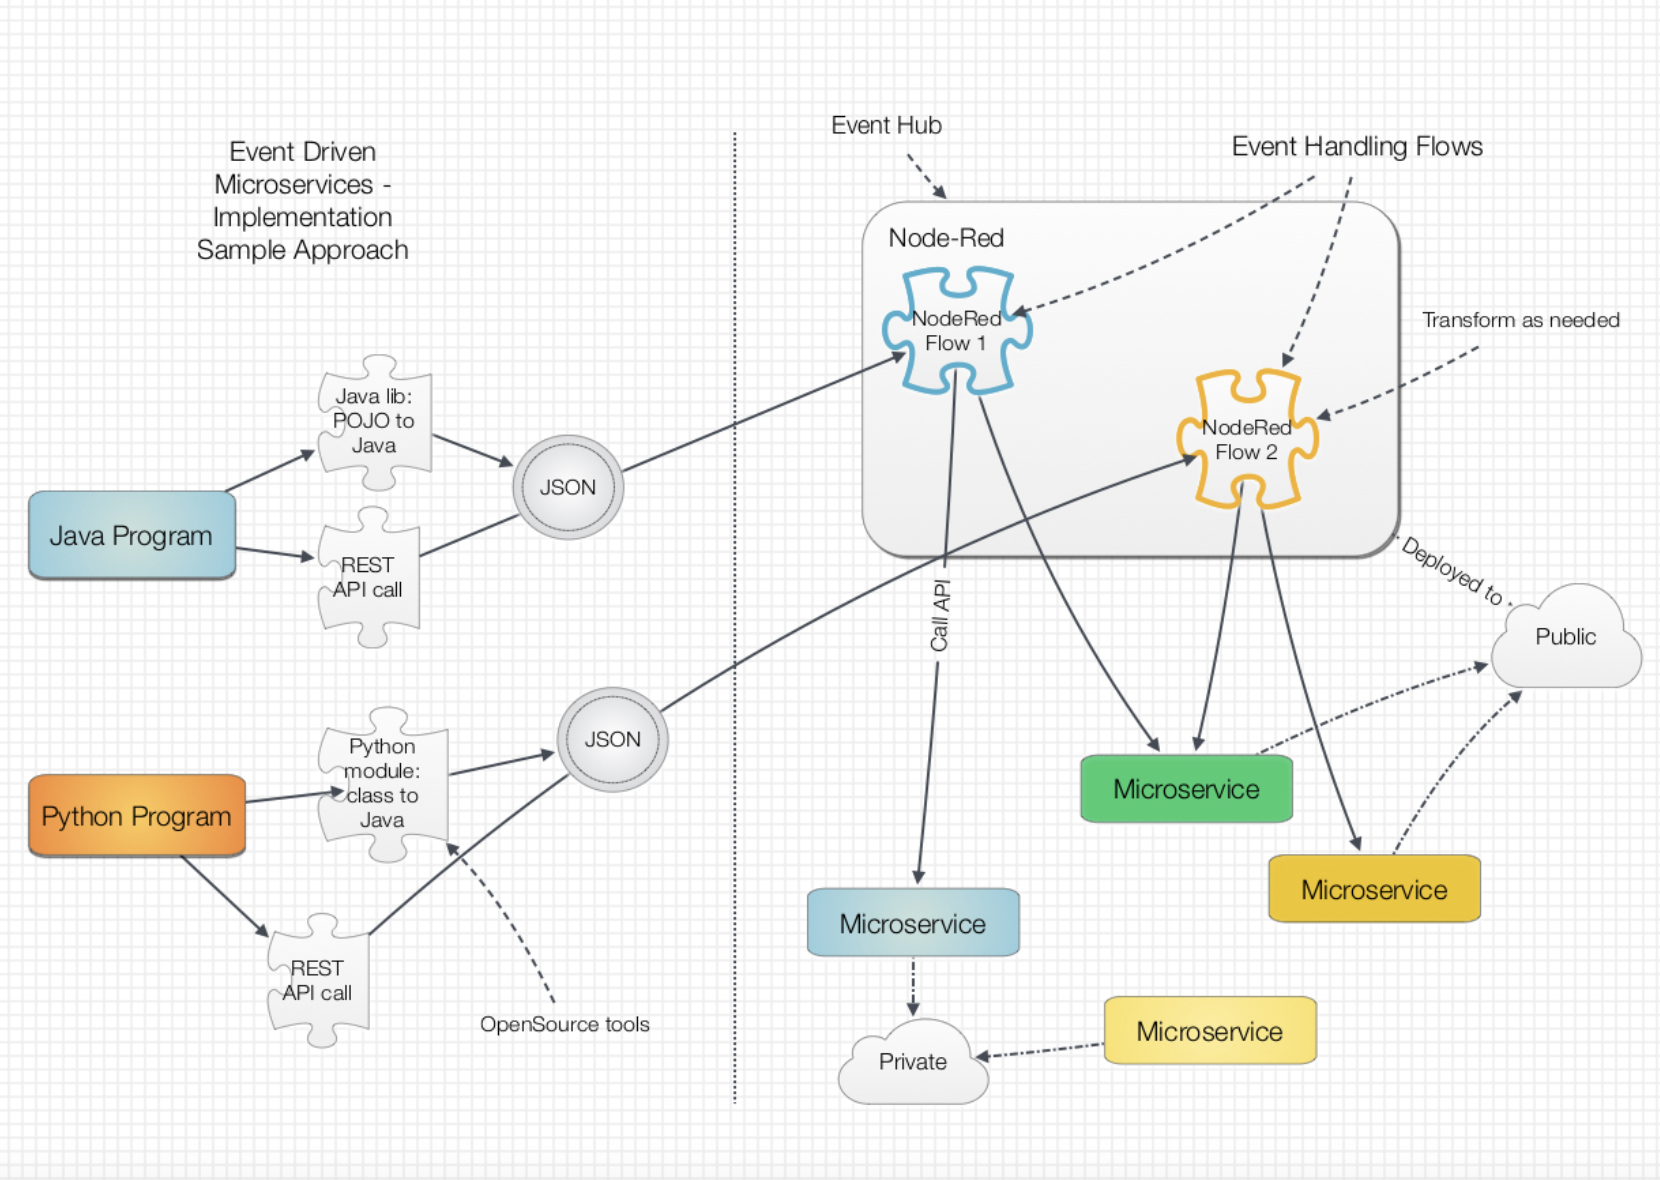 Event Driven
Microservices -
Implementation
Sample Approach
Event Hub
Event Handling Flows
Node-Red
NodeRed
Flow 1
Transform as needed
NodeRed
Flow 2
Java lib:
POJO to
Java
JSON
Java Program
REST
API call
Deployed to
Public
Call API
Python
module:
class to
Java
JSON
Python Program
Microservice
Microservice
Microservice
REST
API call
OpenSource tools
Microservice
Private